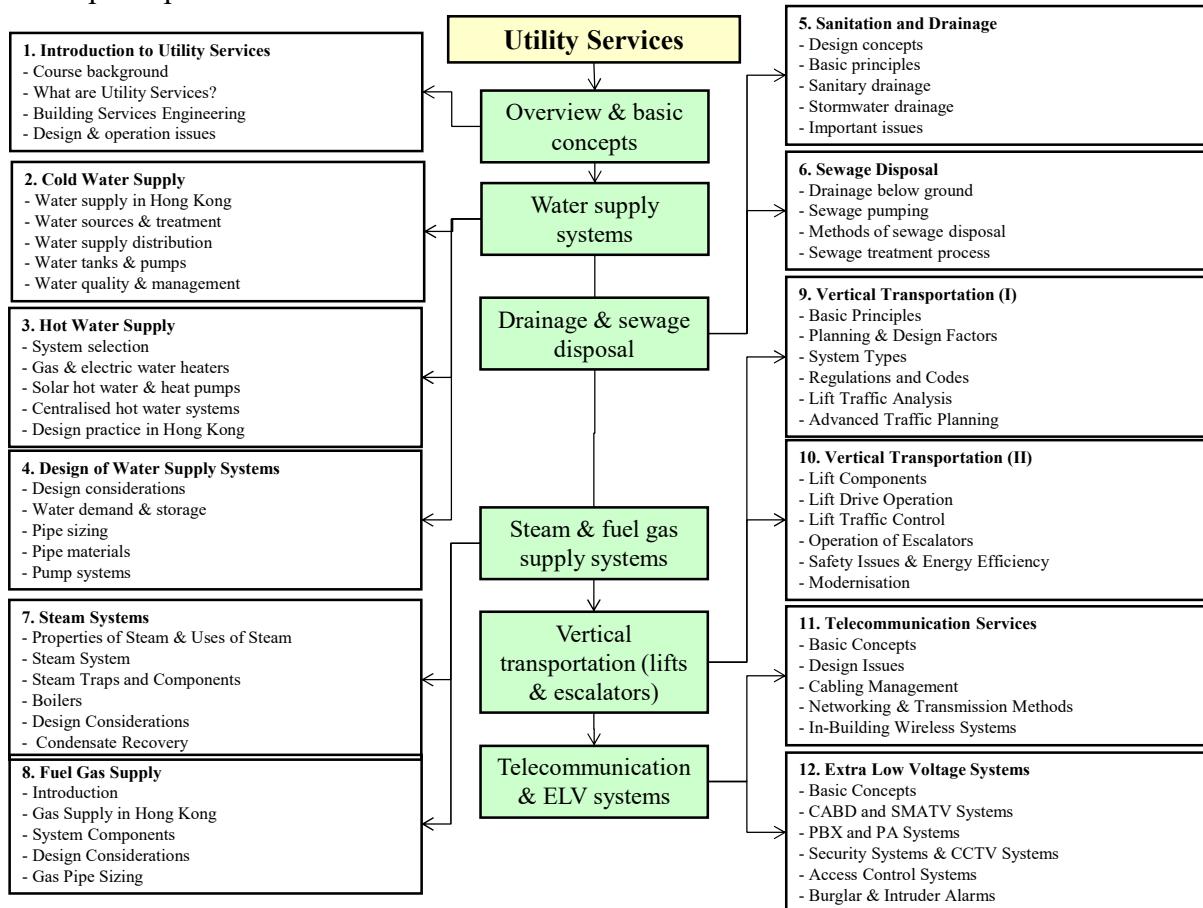 Utility Services
Overview & basic
concepts
Water supply
systems
Drainage & sewage
disposal
Steam & fuel gas
supply systems
Vertical
transportation (lifts
& escalators)
Telecommunication
& ELV systems
1. Introduction to Utility Services
- Course background
- What are Utility Services?
- Building Services Engineering
- Design & operation issues
2. Cold Water Supply
- Water supply in Hong Kong
- Water sources & treatment
- Water supply distribution
- Water tanks & pumps
- Water quality & management
3. Hot Water Supply
- System selection
- Gas & electric water heaters
- Solar hot water & heat pumps
- Centralised hot water systems
- Design practice in Hong Kong
4. Design of Water Supply Systems
- Design considerations
- Water demand & storage
- Pipe sizing
- Pipe materials
- Pump systems
7. Steam Systems
- Properties of Steam & Uses of Steam
- Steam System
- Steam Traps and Components
- Boilers
- Design Considerations
- Condensate Recovery
8. Fuel Gas Supply
- Introduction
- Gas Supply in Hong Kong
- System Components
- Design Considerations
- Gas Pipe Sizing
5. Sanitation and Drainage
- Design concepts
- Basic principles
- Sanitary drainage
- Stormwater drainage
- Important issues
6. Sewage Disposal
- Drainage below ground
- Sewage pumping
- Methods of sewage disposal
- Sewage treatment process
9. Vertical Transportation (I)
- Basic Principles
- Planning & Design Factors
- System Types
- Regulations and Codes
- Lift Traffic Analysis
- Advanced Traffic Planning
10. Vertical Transportation (II)
- Lift Components
- Lift Drive Operation
- Lift Traffic Control
- Operation of Escalators
- Safety Issues & Energy Efficiency
- Modernisation
11. Telecommunication Services
- Basic Concepts
- Design Issues
- Cabling Management
- Networking & Transmission Methods
- In-Building Wireless Systems
12. Extra Low Voltage Systems
- Basic Concepts
- CABD and SMATV Systems
- PBX and PA Systems
- Security Systems & CCTV Systems
- Access Control Systems
- Burglar & Intruder Alarms